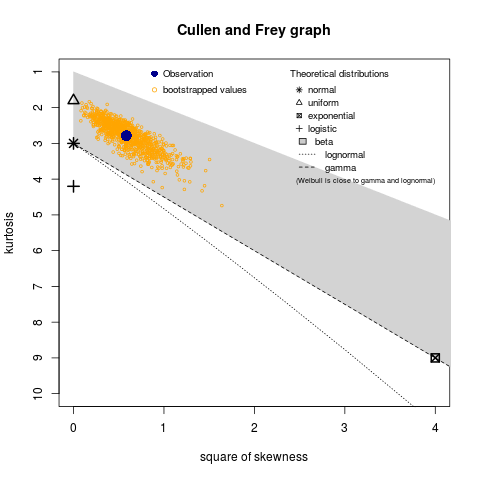 Cullen and Frey graph
Observation
bootstrapped values
Theoretical distributions
normal
uniform
exponential
logistic
beta
lognormal
gamma
(Weibull is close to gamma and lognormal)
kurtosis
1
2
3
4
5
6
7
8
9
10
0
1
2
3
4
square of skewness